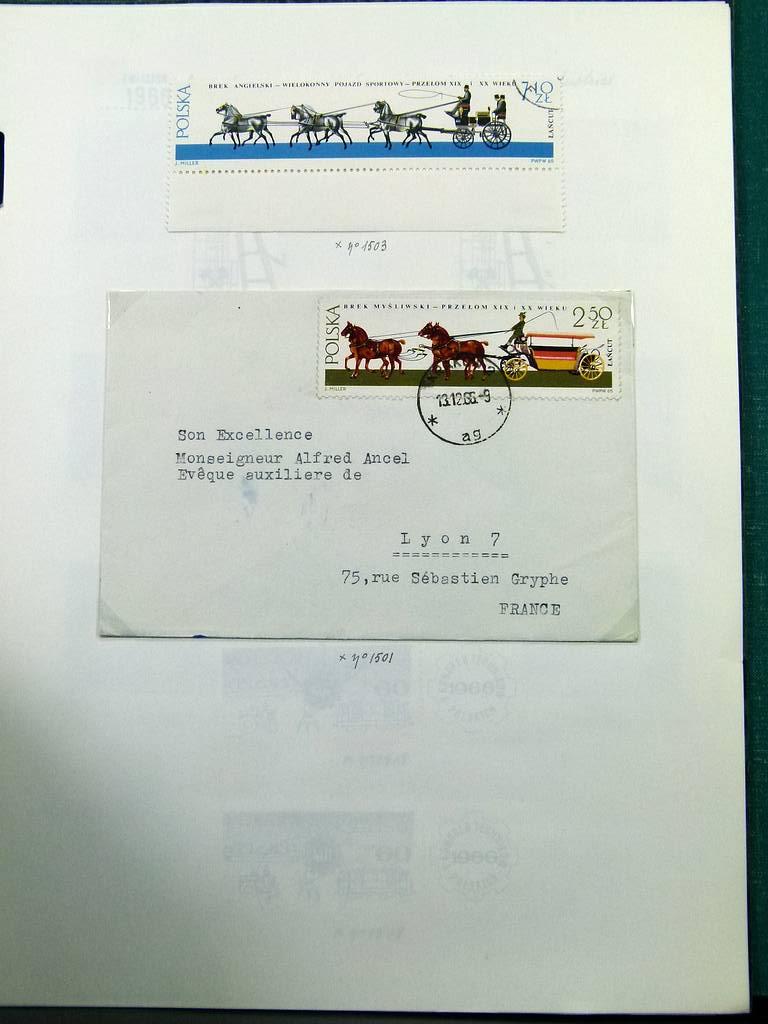 BREK ANGIELSKI — WIELOKONNY POJAZD SPORTOWY — PRZEŁOM XIX I XX WIEKU
POLSKA
7,10
ZŁ
ŁAŃCUT
J. MILLER
PWPW 65
x nº 1503
BREK MYŚLIWSKI — PRZEŁOM XIX I XX WIEKU
POLSKA
2 50
ZŁ
ŁAŃCUT
J. MILLER
PWPW 65
13.12.66.-9
* *
ag
Son Excellence
Monseigneur Alfred Ancel
Evêque auxiliere de
Lyon 7
============
75,rue Sébastien Gryphe
FRANCE
x nº 1501